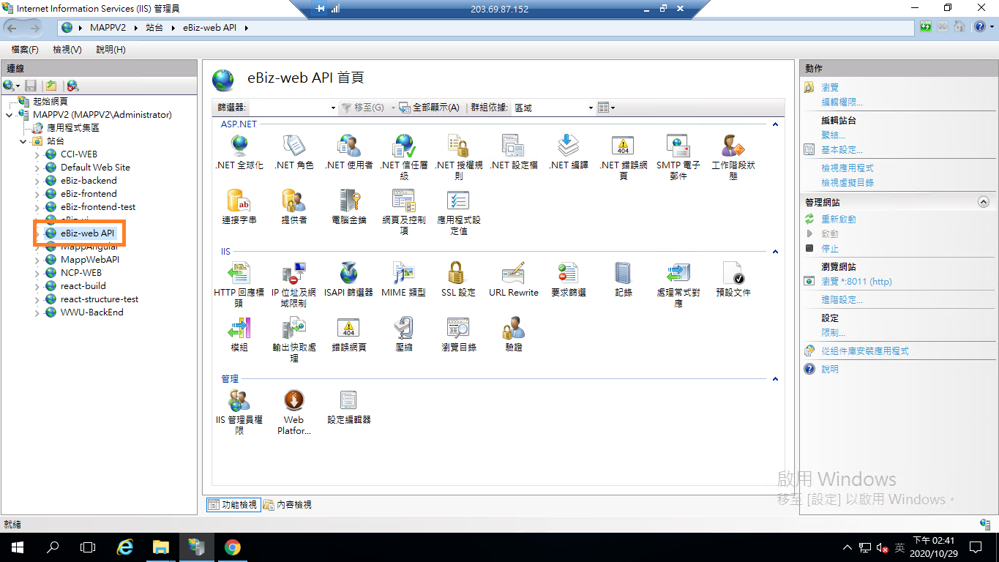 Internet Information Services (IIS) 管理員
203.69.87.152
MAPPV2 站台 eBiz-web API
檔案(F) 檢視(V) 說明(H)
連線
起始網頁
MAPPV2 (MAPPV2\Administrator)
應用程式集區
站台
CCI-WEB
Default Web Site
eBiz-backend
eBiz-frontend
eBiz-frontend-test
eBiz-web API
MappAngular
MappWebAPI
NCP-WEB
react-build
react-structure-test
WWU-BackEnd
eBiz-web API 首頁
篩選器: 移至(G) 全部顯示(A) 群組依據: 區域
ASP.NET
.NET 全球化 .NET 角色 .NET 使用者 .NET 信任層級 .NET 授權規則 .NET 設定檔 .NET 編譯 .NET 錯誤網頁 SMTP 電子郵件 工作階段狀態
連接字串 提供者 電腦金鑰 網頁及控制項 應用程式設定值
IIS
HTTP 回應標頭 IP 位址及網域限制 ISAPI 篩選器 MIME 類型 SSL 設定 URL Rewrite 要求篩選 記錄 處理常式對應 預設文件
模組 輸出快取處理 錯誤網頁 壓縮 瀏覽目錄 驗證
管理
IIS 管理員權限 Web Platfor... 設定編輯器
功能檢視 內容檢視
動作
瀏覽
編輯權限...
編輯站台
繫結...
基本設定...
檢視應用程式
檢視虛擬目錄
管理網站
重新啟動
啟動
停止
瀏覽網站
瀏覽 *:8011 (http)
進階設定...
設定
限制...
從組件庫安裝應用程式
說明
啟用 Windows
移至 [設定] 以啟用 Windows。
就緒
英
下午 02:41
2020/10/29